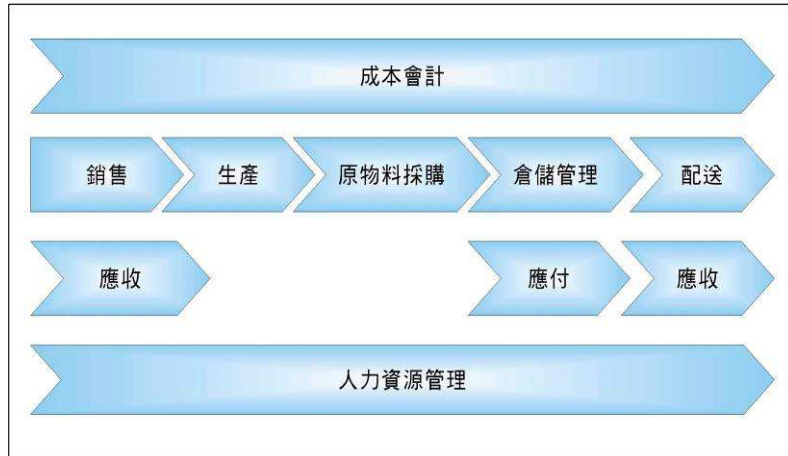 成本會計
銷售
生產
原物料採購
倉儲管理
配送
應收
應付
應收
人力資源管理